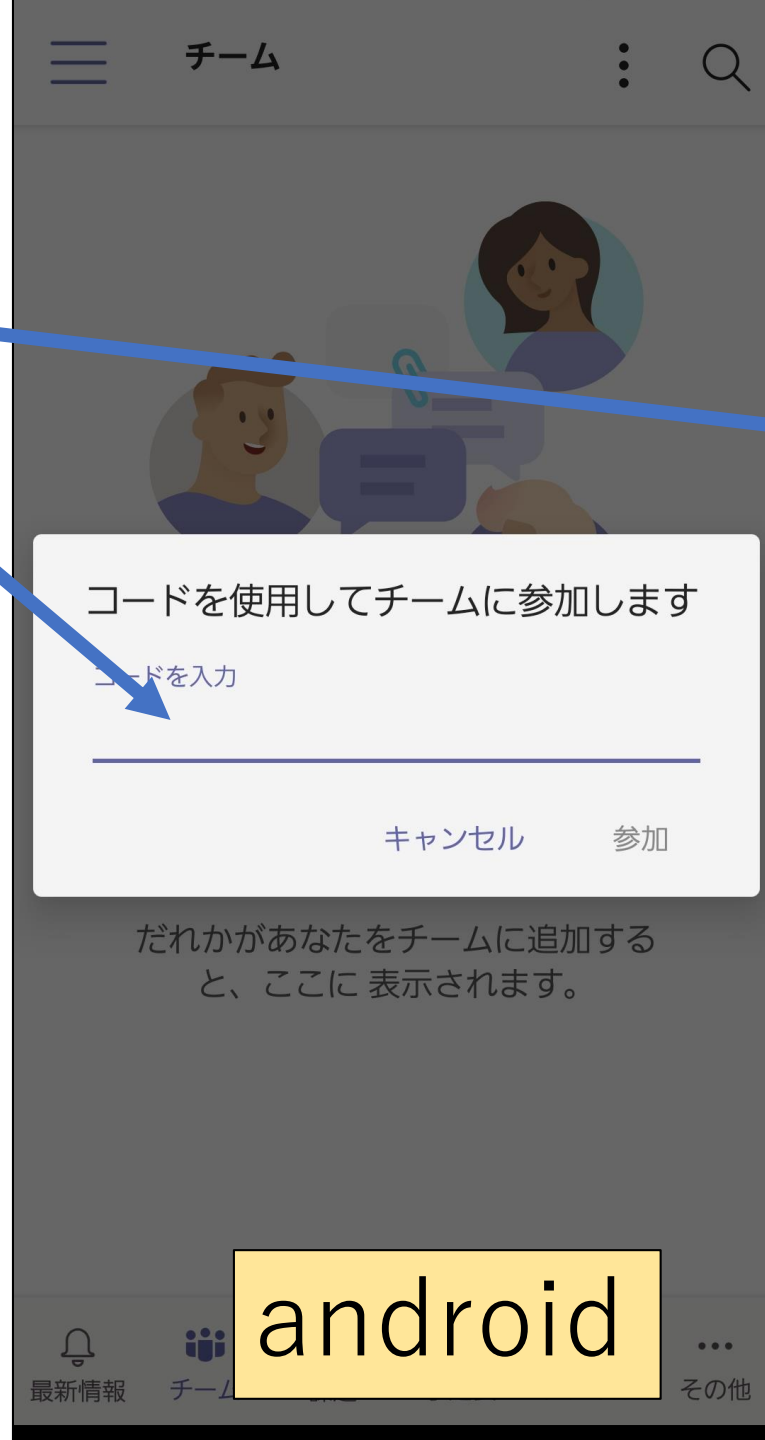 チーム
コードを使用してチームに参加します
コードを入力
キャンセル 参加
だれかがあなたをチームに追加する
と、ここに 表示されます。
android
最新情報 チーム その他